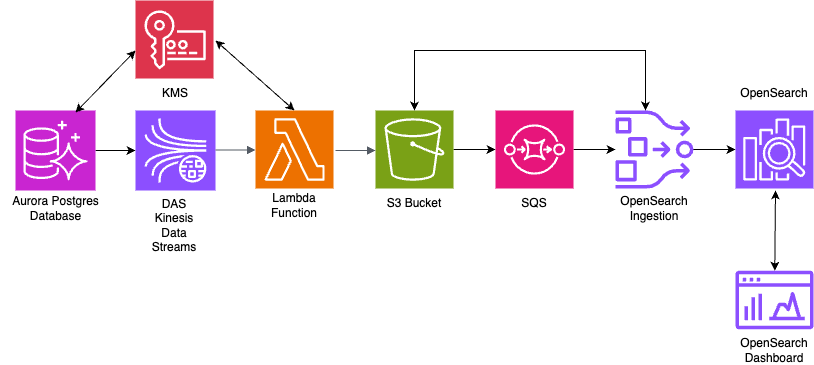 KMS
OpenSearch
Aurora Postgres
Database
DAS
Kinesis
Data
Streams
Lambda
Function
S3 Bucket
SQS
OpenSearch
Ingestion
OpenSearch
Dashboard